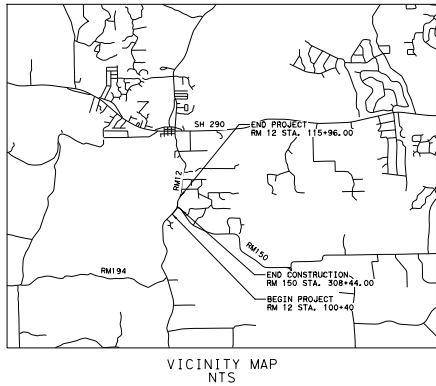 SH 290
END PROJECT
RM 12 STA. 115+96.00
RM12
RM150
RM194
END CONSTRUCTION
RM 150 STA. 308+44.00
BEGIN PROJECT
RM 12 STA. 100+40
VICINITY MAP
NTS